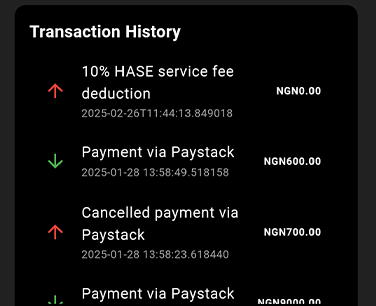 Transaction History
10% HASE service fee
deduction
NGN0.00
2025-02-26T11:44:13.849018
Payment via Paystack
NGN600.00
2025-01-28 13:58:49.518158
Cancelled payment via
Paystack
NGN700.00
2025-01-28 13:58:23.618440
Payment via Paystack
NGN9000.00